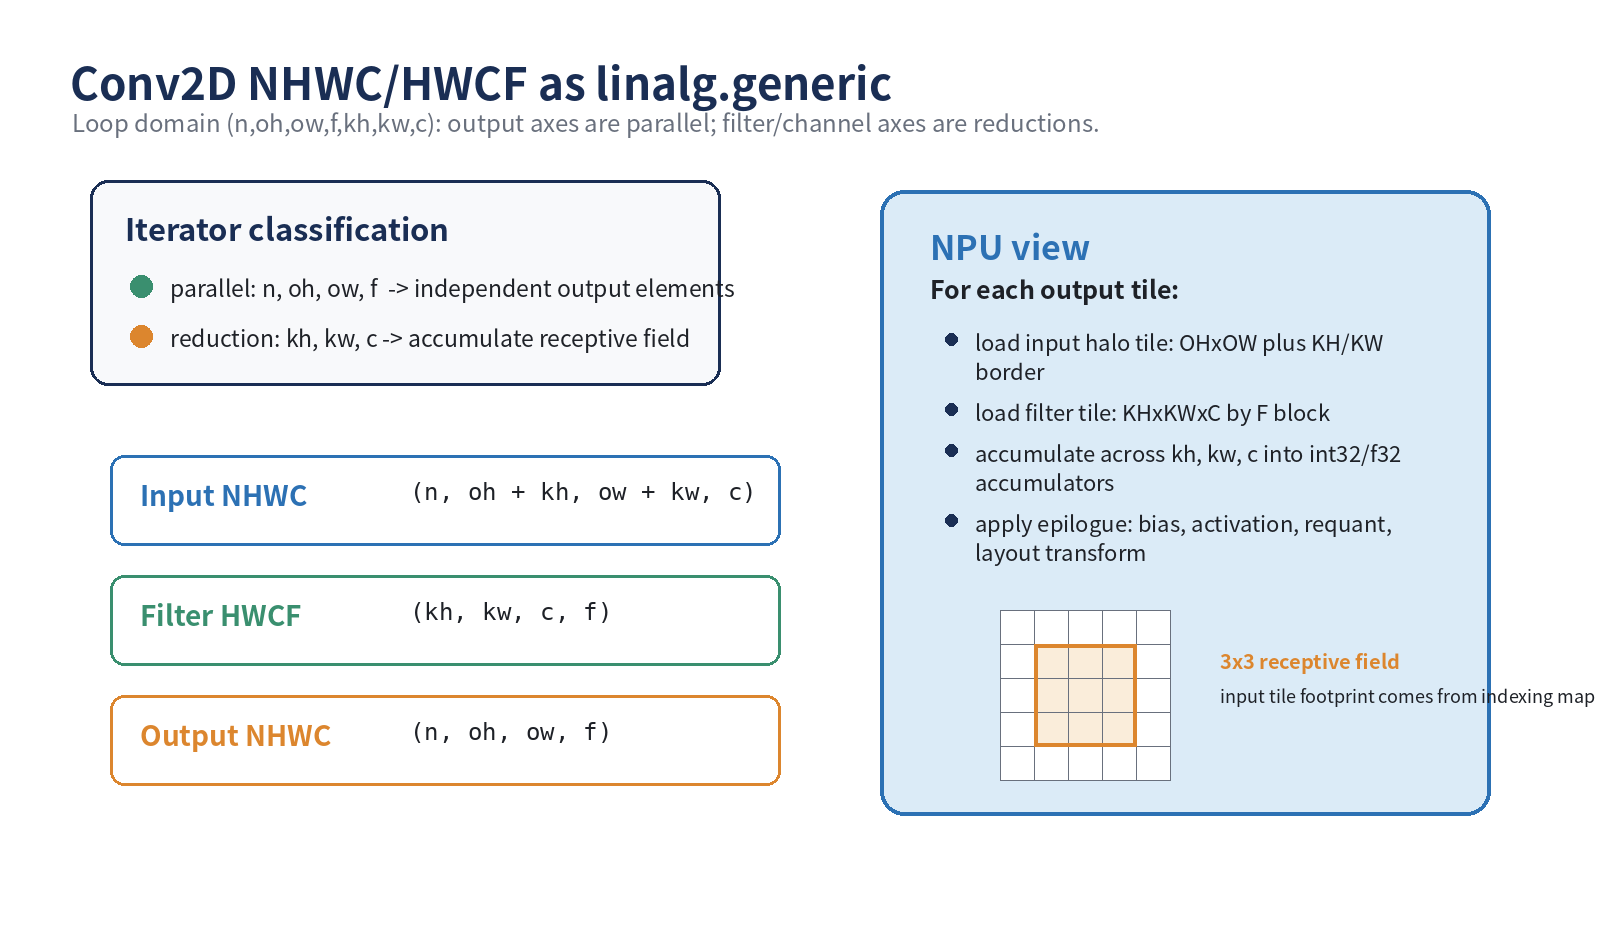 Conv2D NHWC/HWCF as linalg.generic
Loop domain (n,oh,ow,f,kh,kw,c): output axes are parallel; filter/channel axes are reductions.
Iterator classification
parallel: n, oh, ow, f -> independent output elements
reduction: kh, kw, c -> accumulate receptive field
Input NHWC (n, oh + kh, ow + kw, c)
Filter HWCF (kh, kw, c, f)
Output NHWC (n, oh, ow, f)
NPU view
For each output tile:
load input halo tile: OHxOW plus KH/KW
border
load filter tile: KHxKWxC by F block
accumulate across kh, kw, c into int32/f32
accumulators
apply epilogue: bias, activation, requant,
layout transform
3x3 receptive field
input tile footprint comes from indexing map